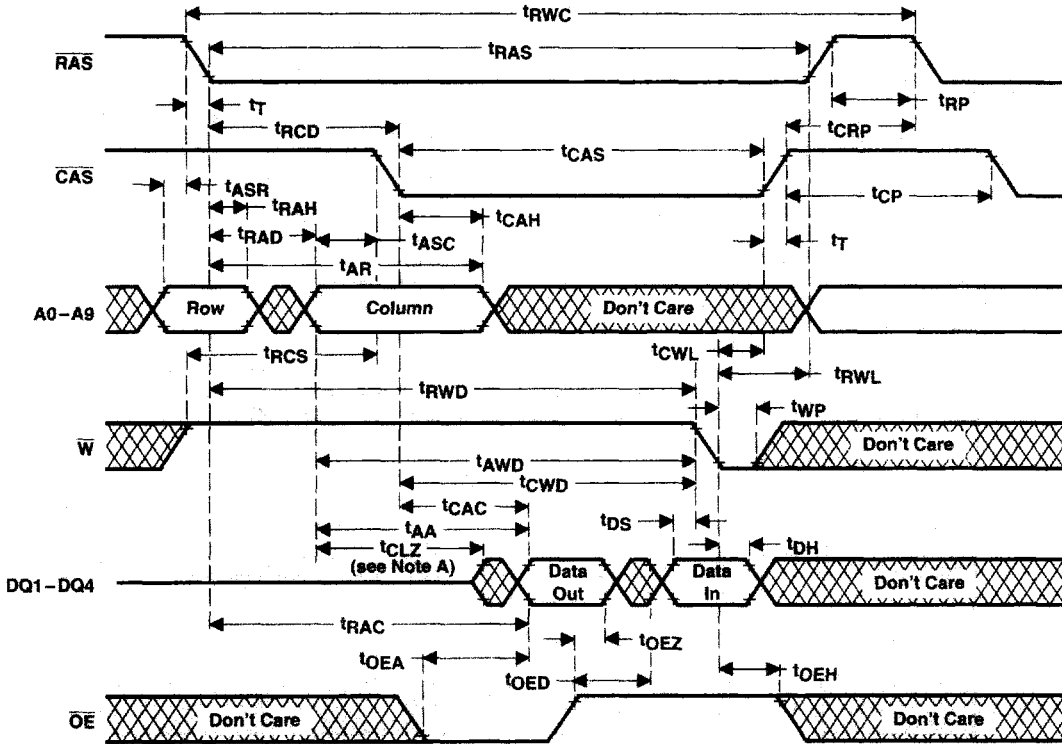 tRWC
RAS
tRAS
tT
tRP
tRCD
tCRP
CAS
tCAS
tASR
tCP
tRAH
tCAH
tRAD
tASC
tT
tAR
A0–A9
Row
Column
Don't Care
tRCS
tCWL
tRWL
tRWD
tWP
W
Don't Care
tAWD
tCWD
tCAC
tDS
tAA
tCLZ
tDH
(see Note A)
DQ1–DQ4
Data
Out
Data
In
Don't Care
tRAC
tOEZ
tOEA
tOED
tOEH
OE
Don't Care
Don't Care